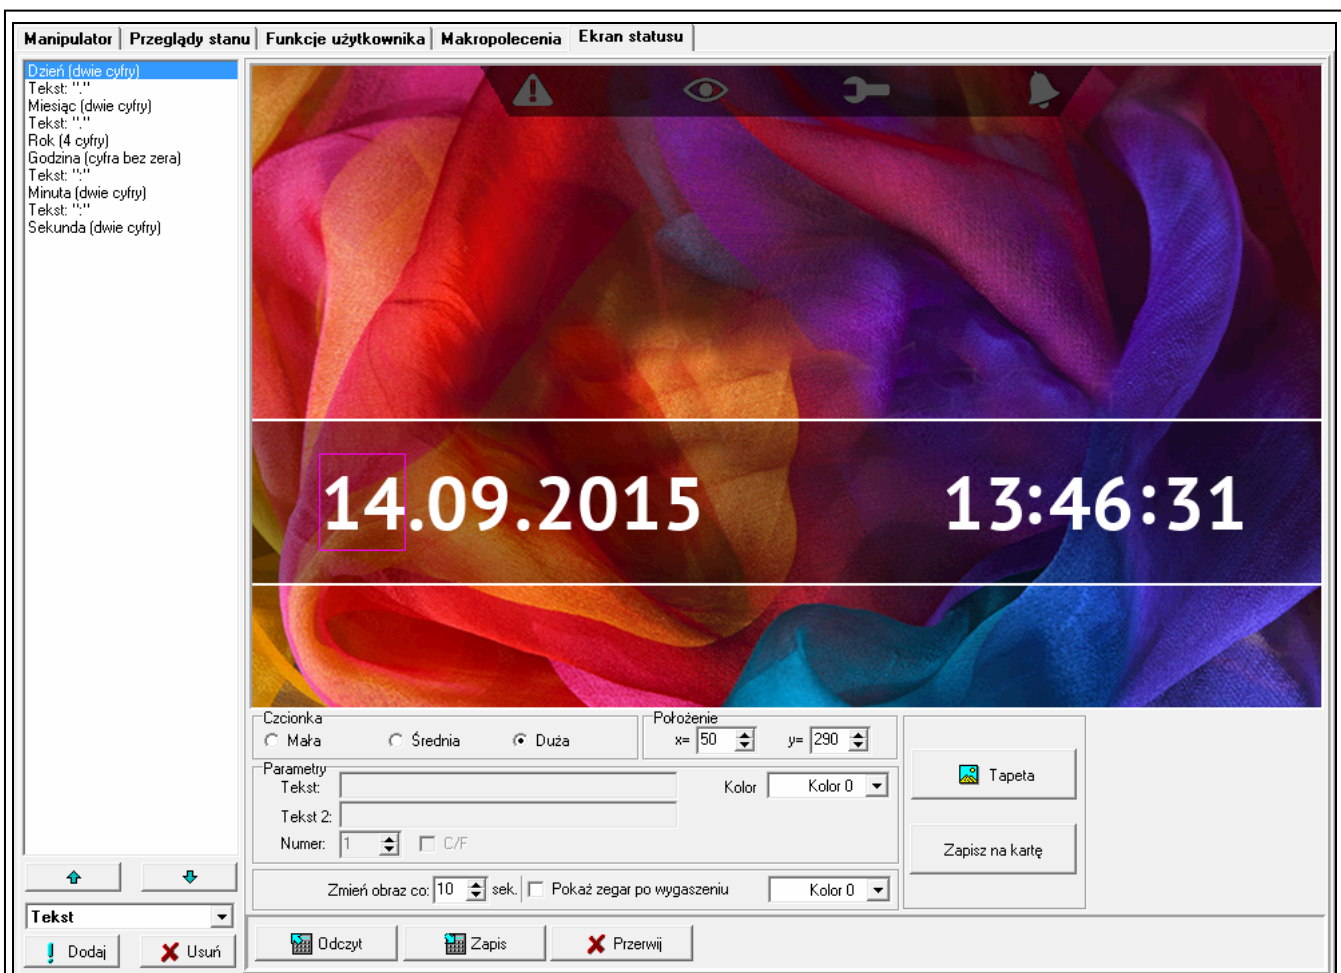 Manipulator Przeglądy stanu Funkcje użytkownika Makropolecenia Ekran statusu
Dzień (dwie cyfry)
Tekst: "."
Miesiąc (dwie cyfry)
Tekst: "."
Rok (4 cyfry)
Godzina (cyfra bez zera)
Tekst: ":"
Minuta (dwie cyfry)
Tekst: ":"
Sekunda (dwie cyfry)
14.09.2015 13:46:31
Czcionka
Mała Średnia Duża
Położenie
x= 50 y= 290
Parametry
Tekst:
Kolor Kolor 0
Tekst 2:
Numer: 1 C/F
Tapeta
Zapisz na kartę
Zmień obraz co: 10 sek. Pokaż zegar po wygaszeniu Kolor 0
Tekst
Dodaj Usuń
Odczyt Zapis Przerwij